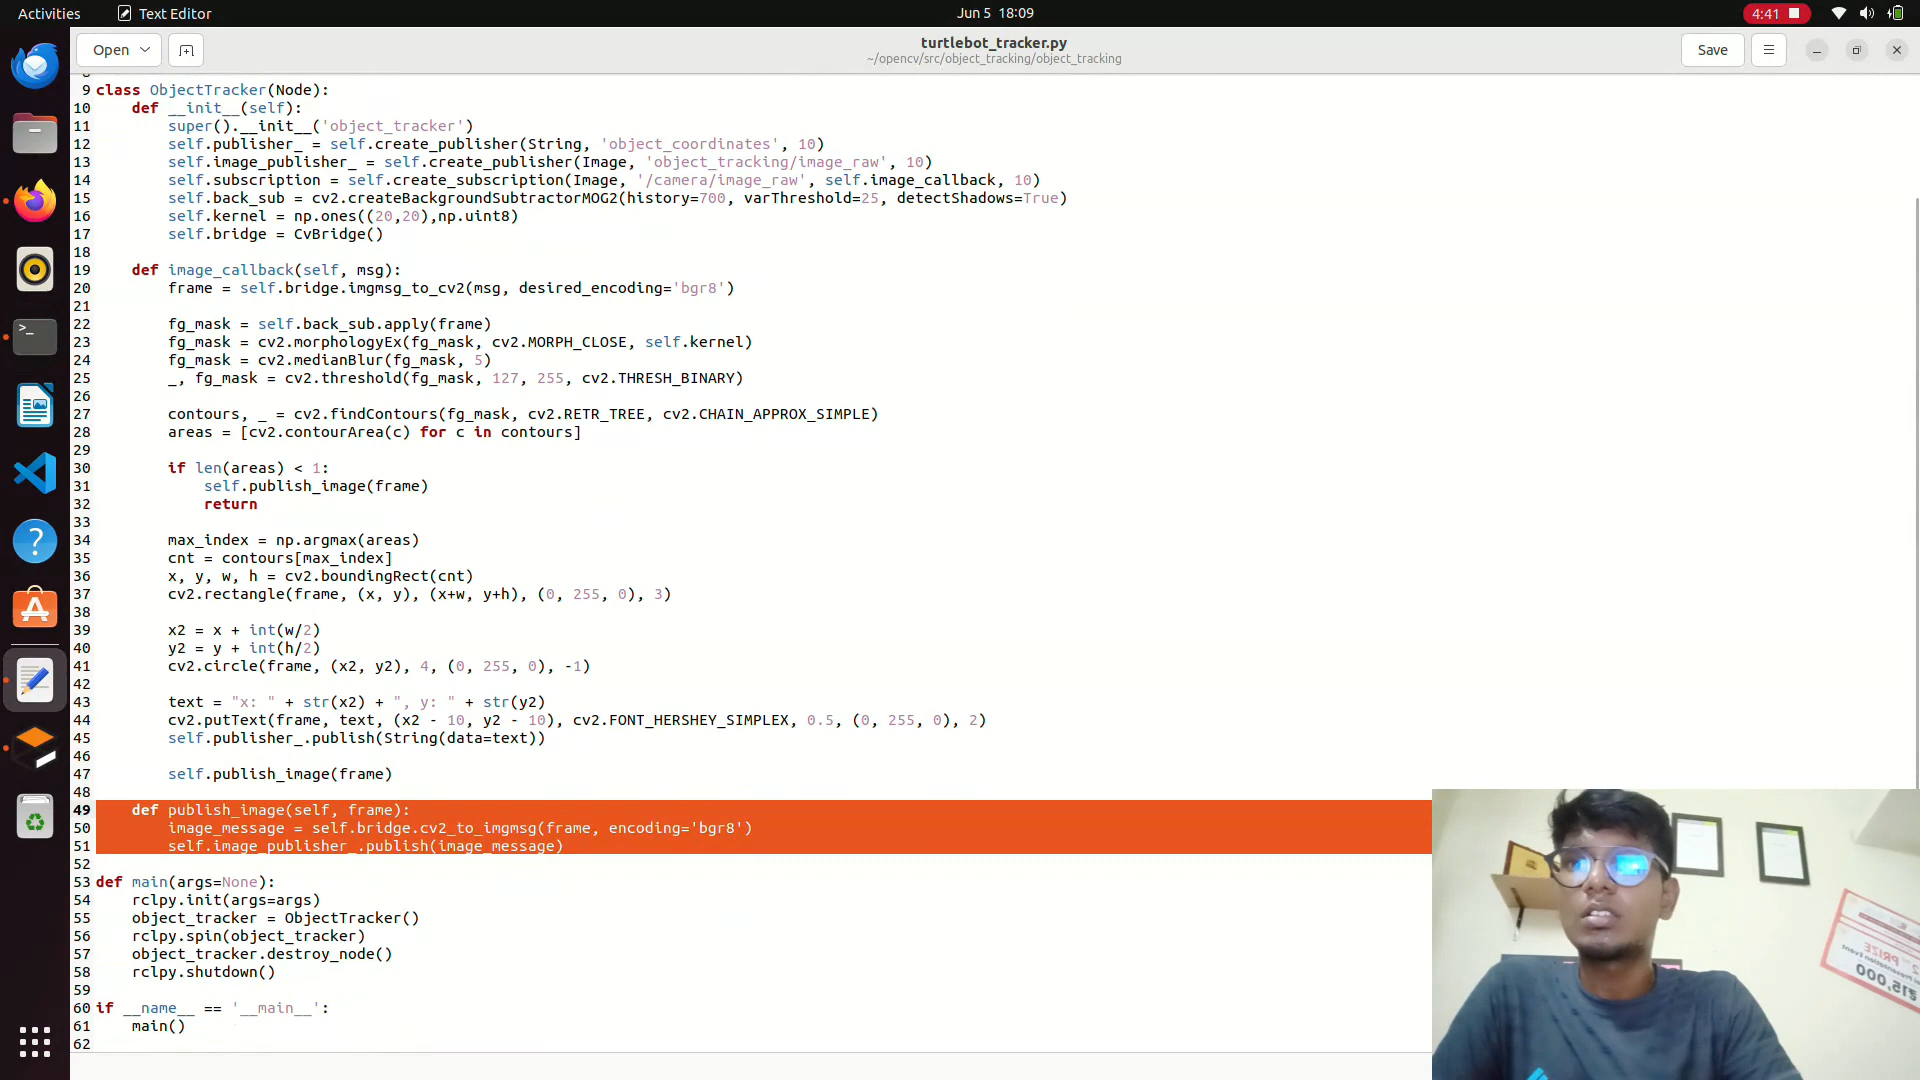 Activities
Text Editor
Jun 5 18:09
4:41
Open
turtlebot_tracker.py
~/opencv/src/object_tracking/object_tracking
Save
8
9 class ObjectTracker(Node):
10     def __init__(self):
11         super().__init__('object_tracker')
12         self.publisher_ = self.create_publisher(String, 'object_coordinates', 10)
13         self.image_publisher_ = self.create_publisher(Image, 'object_tracking/image_raw', 10)
14         self.subscription = self.create_subscription(Image, '/camera/image_raw', self.image_callback, 10)
15         self.back_sub = cv2.createBackgroundSubtractorMOG2(history=700, varThreshold=25, detectShadows=True)
16         self.kernel = np.ones((20,20),np.uint8)
17         self.bridge = CvBridge()
18
19     def image_callback(self, msg):
20         frame = self.bridge.imgmsg_to_cv2(msg, desired_encoding='bgr8')
21
22         fg_mask = self.back_sub.apply(frame)
23         fg_mask = cv2.morphologyEx(fg_mask, cv2.MORPH_CLOSE, self.kernel)
24         fg_mask = cv2.medianBlur(fg_mask, 5)
25         _, fg_mask = cv2.threshold(fg_mask, 127, 255, cv2.THRESH_BINARY)
26
27         contours, _ = cv2.findContours(fg_mask, cv2.RETR_TREE, cv2.CHAIN_APPROX_SIMPLE)
28         areas = [cv2.contourArea(c) for c in contours]
29
30         if len(areas) < 1:
31             self.publish_image(frame)
32             return
33
34         max_index = np.argmax(areas)
35         cnt = contours[max_index]
36         x, y, w, h = cv2.boundingRect(cnt)
37         cv2.rectangle(frame, (x, y), (x+w, y+h), (0, 255, 0), 3)
38
39         x2 = x + int(w/2)
40         y2 = y + int(h/2)
41         cv2.circle(frame, (x2, y2), 4, (0, 255, 0), -1)
42
43         text = "x: " + str(x2) + ", y: " + str(y2)
44         cv2.putText(frame, text, (x2 - 10, y2 - 10), cv2.FONT_HERSHEY_SIMPLEX, 0.5, (0, 255, 0), 2)
45         self.publisher_.publish(String(data=text))
46
47         self.publish_image(frame)
48
49     def publish_image(self, frame):
50         image_message = self.bridge.cv2_to_imgmsg(frame, encoding='bgr8')
51         self.image_publisher_.publish(image_message)
52
53 def main(args=None):
54     rclpy.init(args=args)
55     object_tracker = ObjectTracker()
56     rclpy.spin(object_tracker)
57     object_tracker.destroy_node()
58     rclpy.shutdown()
59
60 if __name__ == '__main__':
61     main()
62
PRIZE
₹15,000